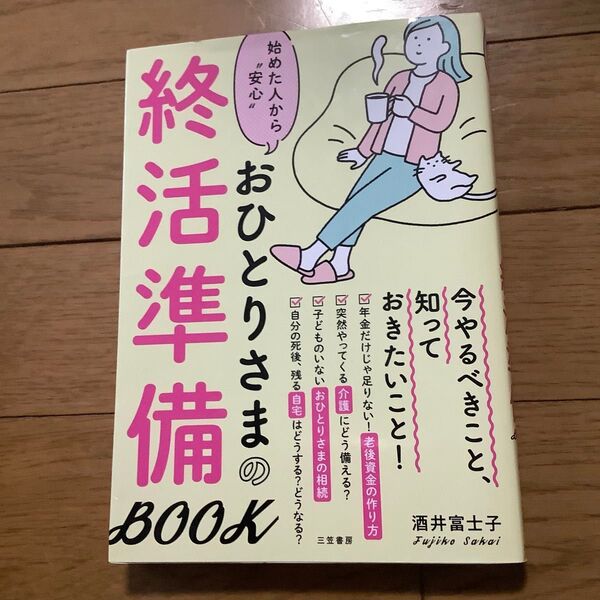 始めた人から
“安心”
おひとりさまの
終活準備
BOOK
今やるべきこと、
知って
おきたいこと!
年金だけじゃ足りない!老後資金の作り方
突然やってくる介護にどう備える?
子どものいないおひとりさまの相続
自分の死後、残る自宅はどうする?どうなる?
酒井富士子
Fujiko Sakai
三笠書房